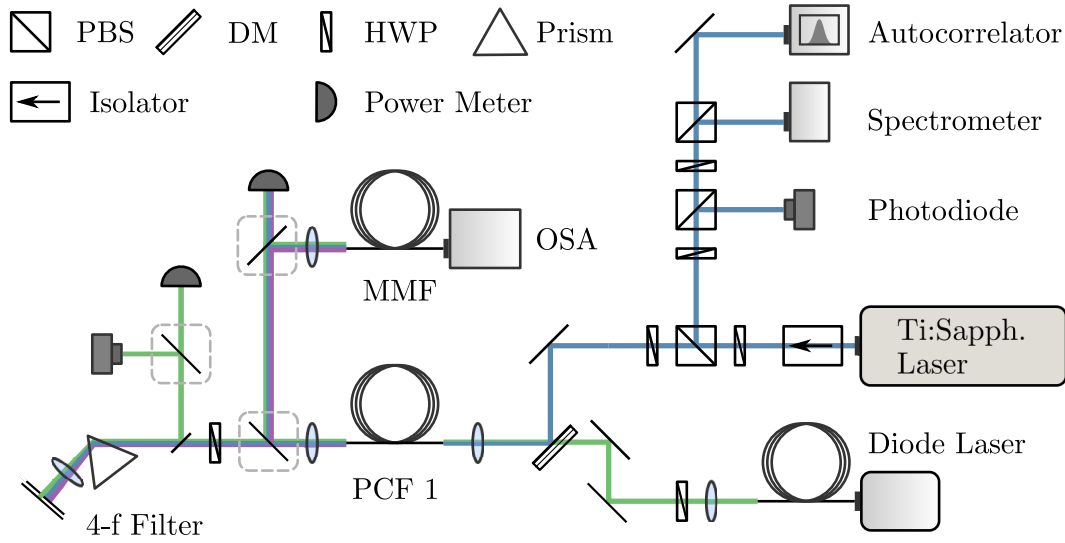 PBS
DM
HWP
Prism
Isolator
Power Meter
Autocorrelator
Spectrometer
Photodiode
OSA
MMF
Ti:Sapph.
Laser
PCF 1
Diode Laser
4-f Filter